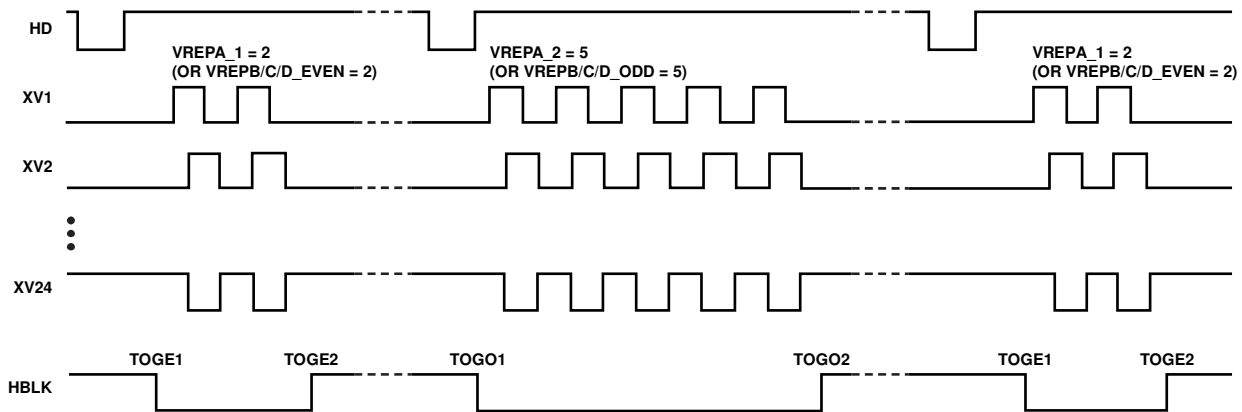 HD
VREPA_1 = 2
(OR VREPB/C/D_EVEN = 2)
VREPA_2 = 5
(OR VREPB/C/D_ODD = 5)
VREPA_1 = 2
(OR VREPB/C/D_EVEN = 2)
XV1
XV2
XV24
TOGE1
TOGE2
TOGO1
TOGO2
TOGE1
TOGE2
HBLK